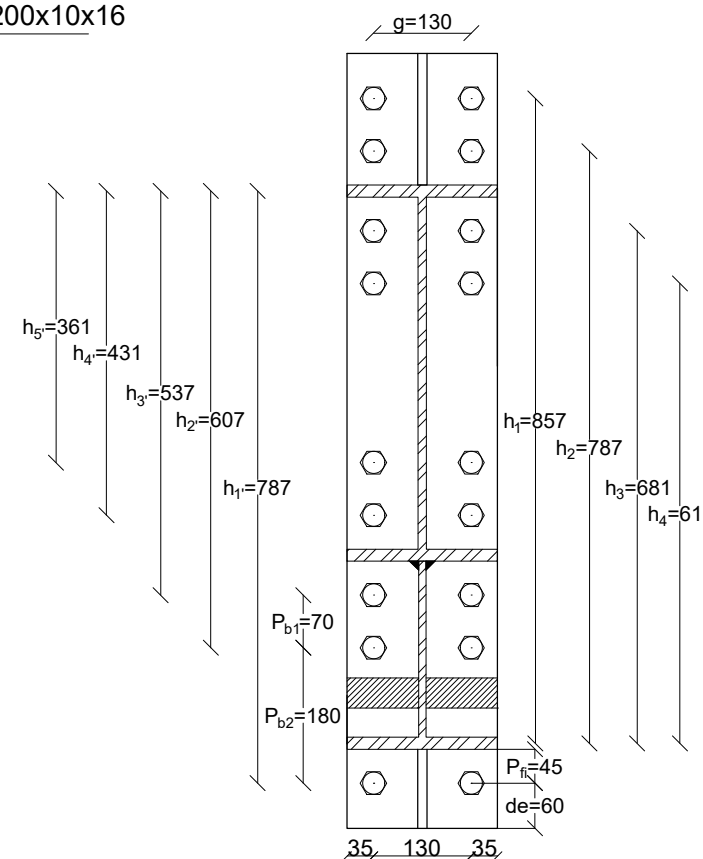 200x10x16
g=130
h5'=361
h4'=431
h3'=537
h2'=607
h1'=787
h1=857
h2=787
h3=681
h4=61
Pb1=70
Pb2=180
Pfi=45
de=60
35 130 35